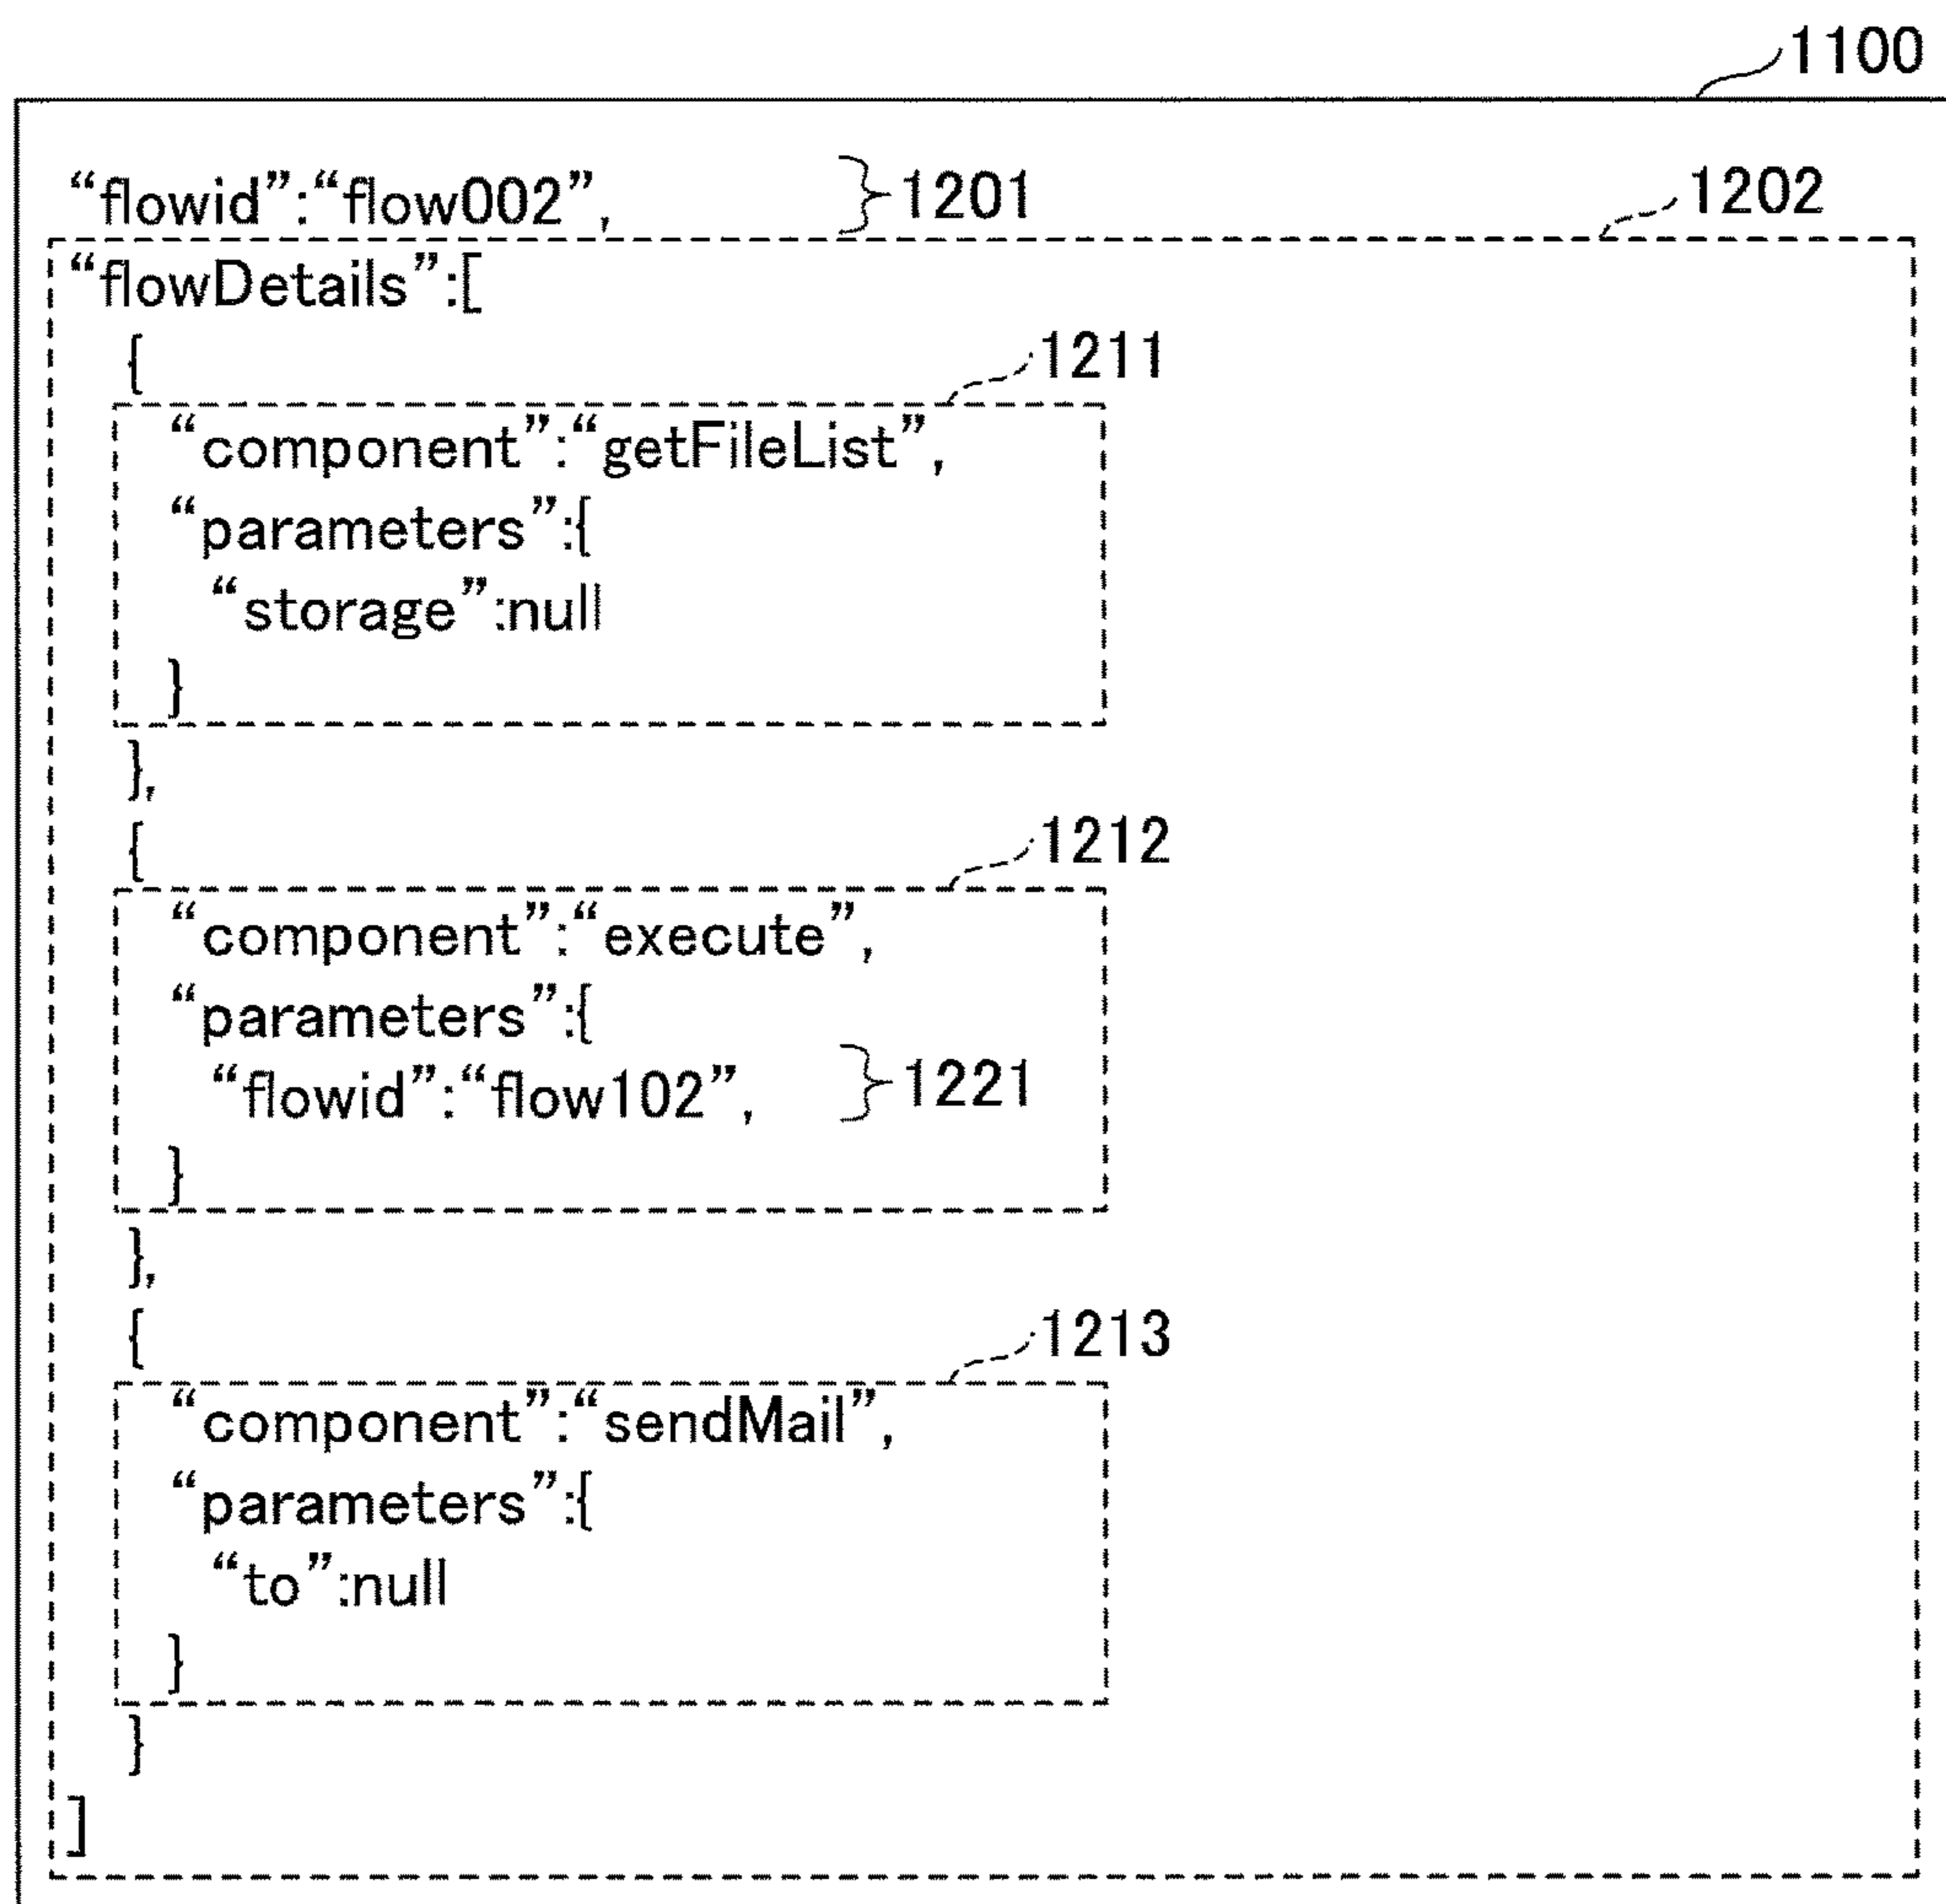 1100
“flowid”:“flow002”, 1201
1202
“flowDetails”:[
{
1211
“component”:“getFileList”,
“parameters”:{
“storage”:null
}
},
{
1212
“component”:“execute”,
“parameters”:{
“flowid”:“flow102”, 1221
}
},
{
1213
“component”:“sendMail”,
“parameters”:{
“to”:null
}
}
]